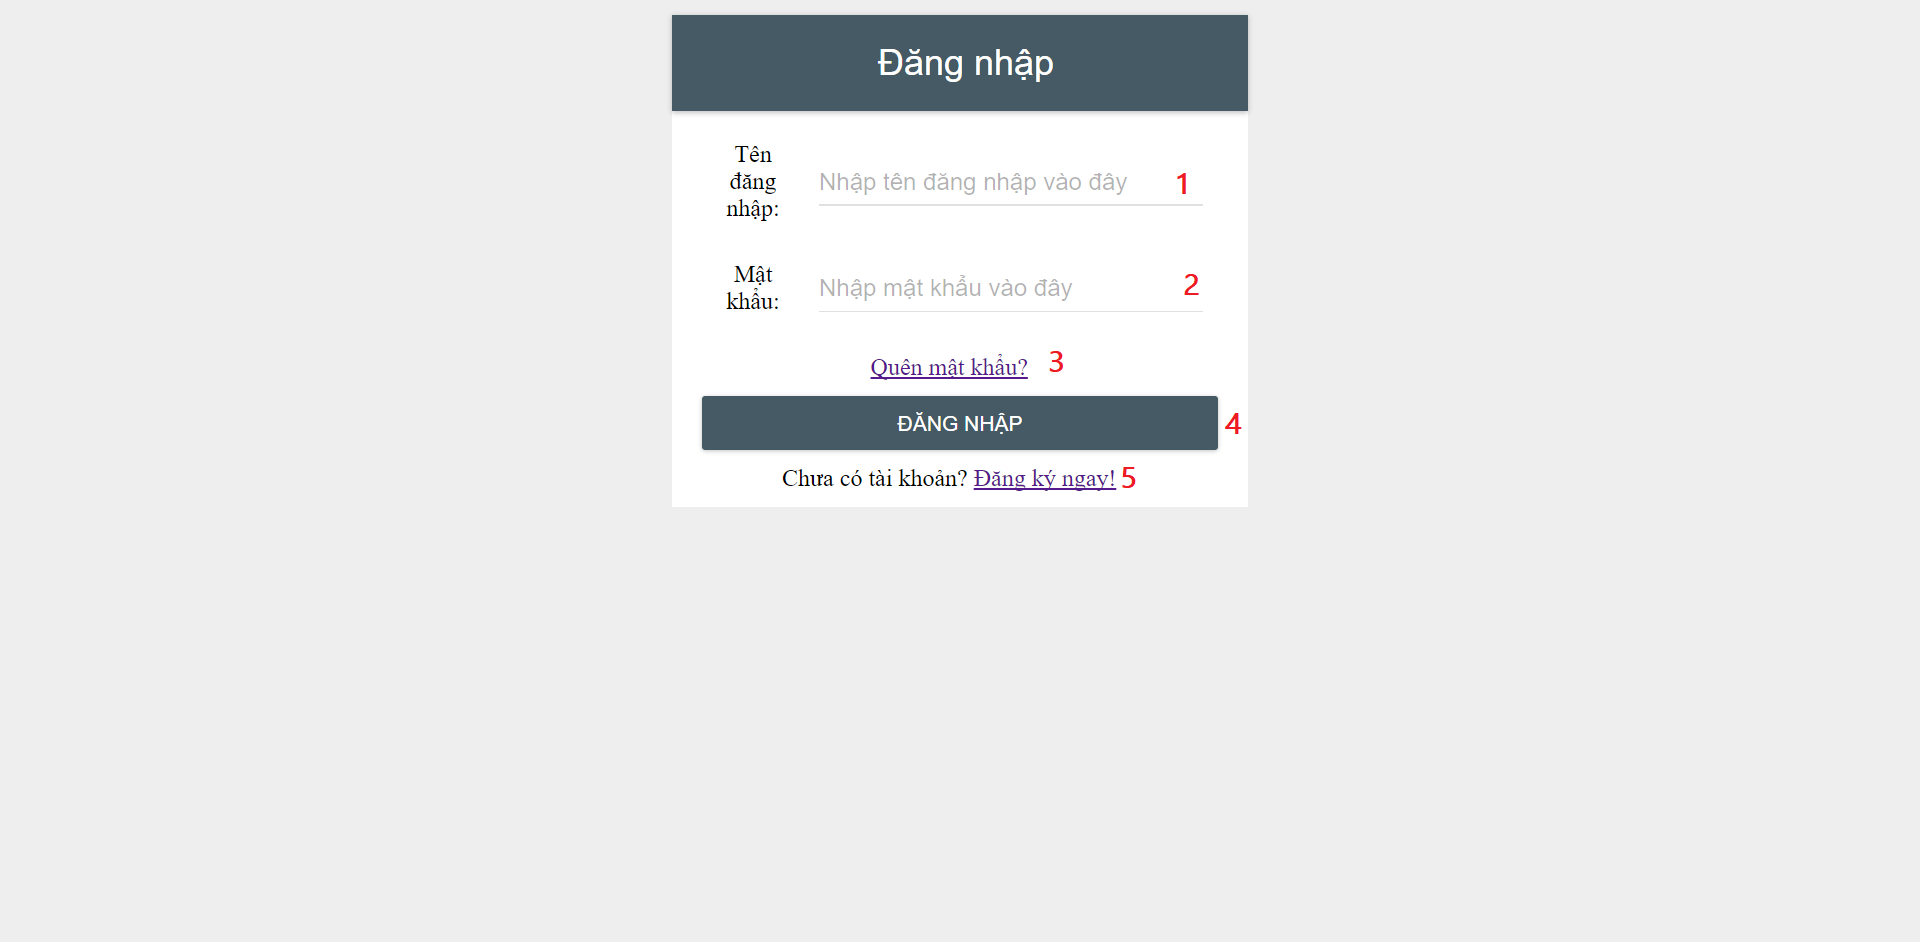 Đăng nhập
Tên
đăng
nhập:
Nhập tên đăng nhập vào đây 1
Mật
khẩu:
Nhập mật khẩu vào đây 2
Quên mật khẩu? 3
ĐĂNG NHẬP 4
Chưa có tài khoản? Đăng ký ngay! 5